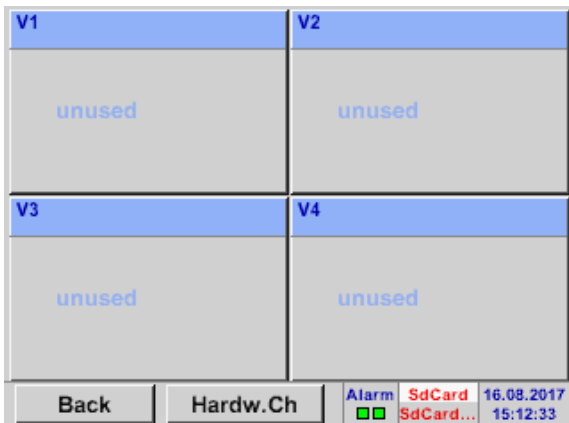 V1
V2
unused
unused
V3
V4
unused
unused
Back
Hardw.Ch
Alarm
SdCard
SdCard...
16.08.2017
15:12:33